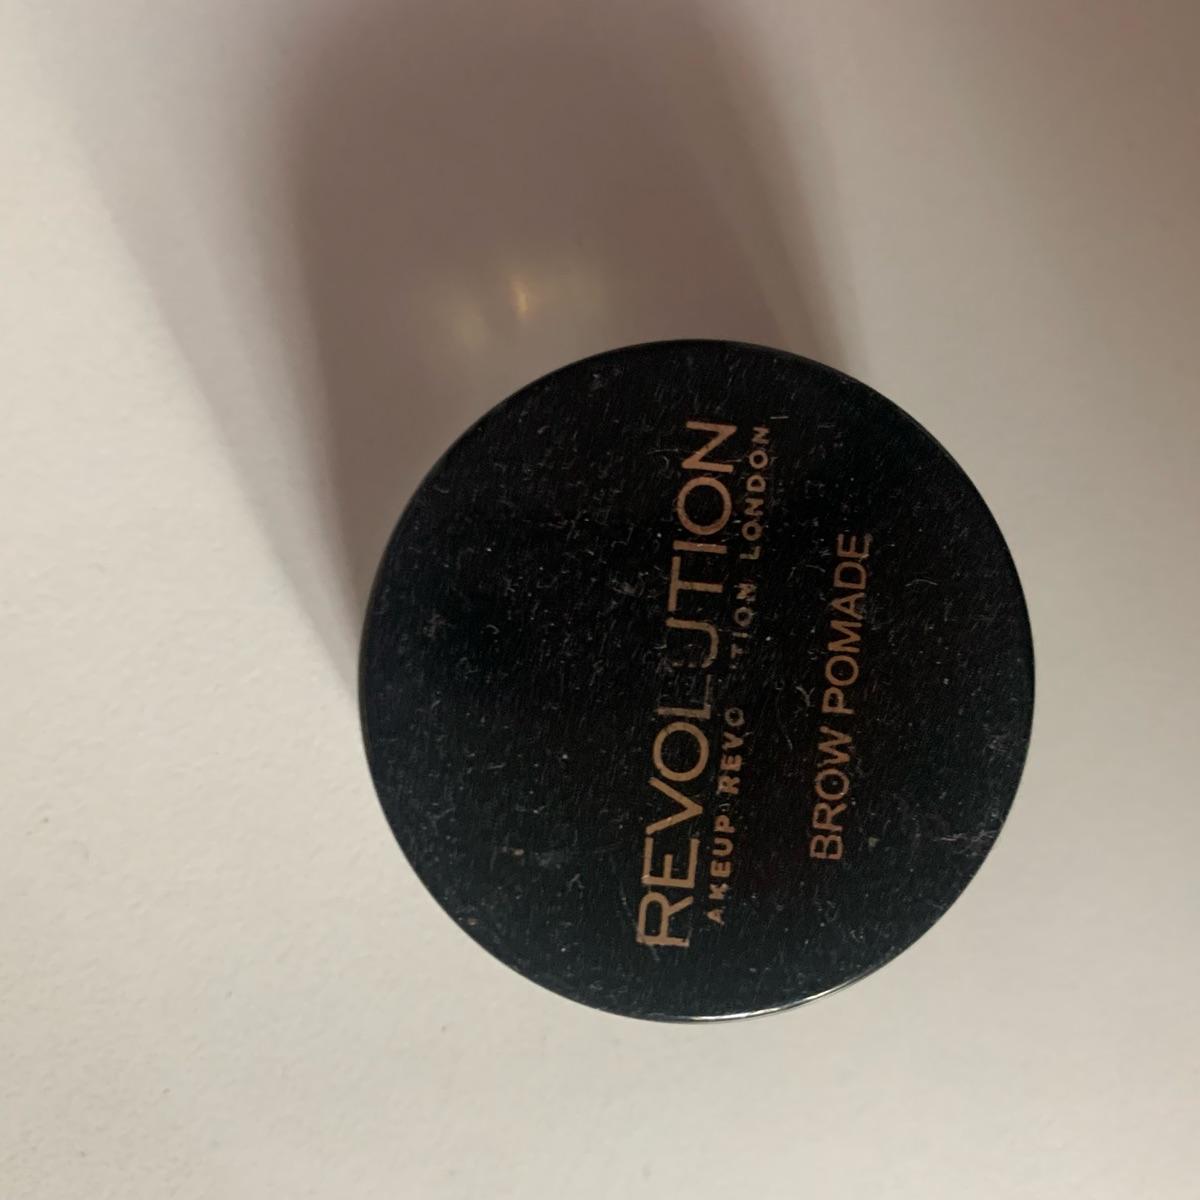 REVOLUTION
AKEUP REVO TION LONDON
BROW POMADE